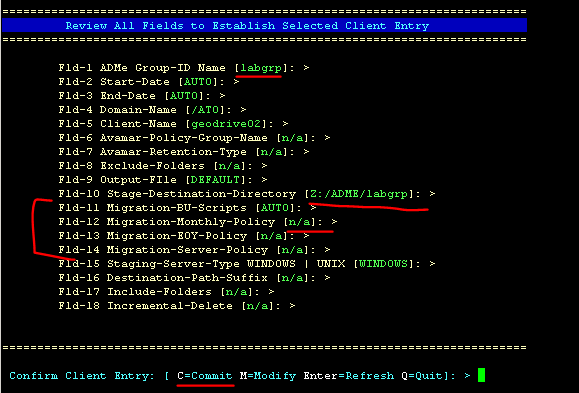 Review All Fields to Establish Selected Client Entry
Fld-1 ADMe Group-ID Name [labgrp]: >
Fld-2 Start-Date [AUTO]: >
Fld-3 End-Date [AUTO]: >
Fld-4 Domain-Name [/ATO]: >
Fld-5 Client-Name [geodrive02]: >
Fld-6 Avamar-Policy-Group-Name [n/a]: >
Fld-7 Avamar-Retention-Type [n/a]: >
Fld-8 Exclude-Folders [n/a]: >
Fld-9 Output-FIle [DEFAULT]: >
Fld-10 Stage-Destination-Directory [Z:/ADME/labgrp]: >
Fld-11 Migration-BU-Scripts [AUTO]: >
Fld-12 Migration-Monthly-Policy [n/a]: >
Fld-13 Migration-EOY-Policy [n/a]: >
Fld-14 Migration-Server-Policy [n/a]: >
Fld-15 Staging-Server-Type WINDOWS | UNIX [WINDOWS]: >
Fld-16 Destination-Path-Suffix [n/a]: >
Fld-17 Include-Folders [n/a]: >
Fld-18 Incremental-Delete [n/a]: >
Confirm Client Entry: [ C=Commit M=Modify Enter=Refresh Q=Quit]: >